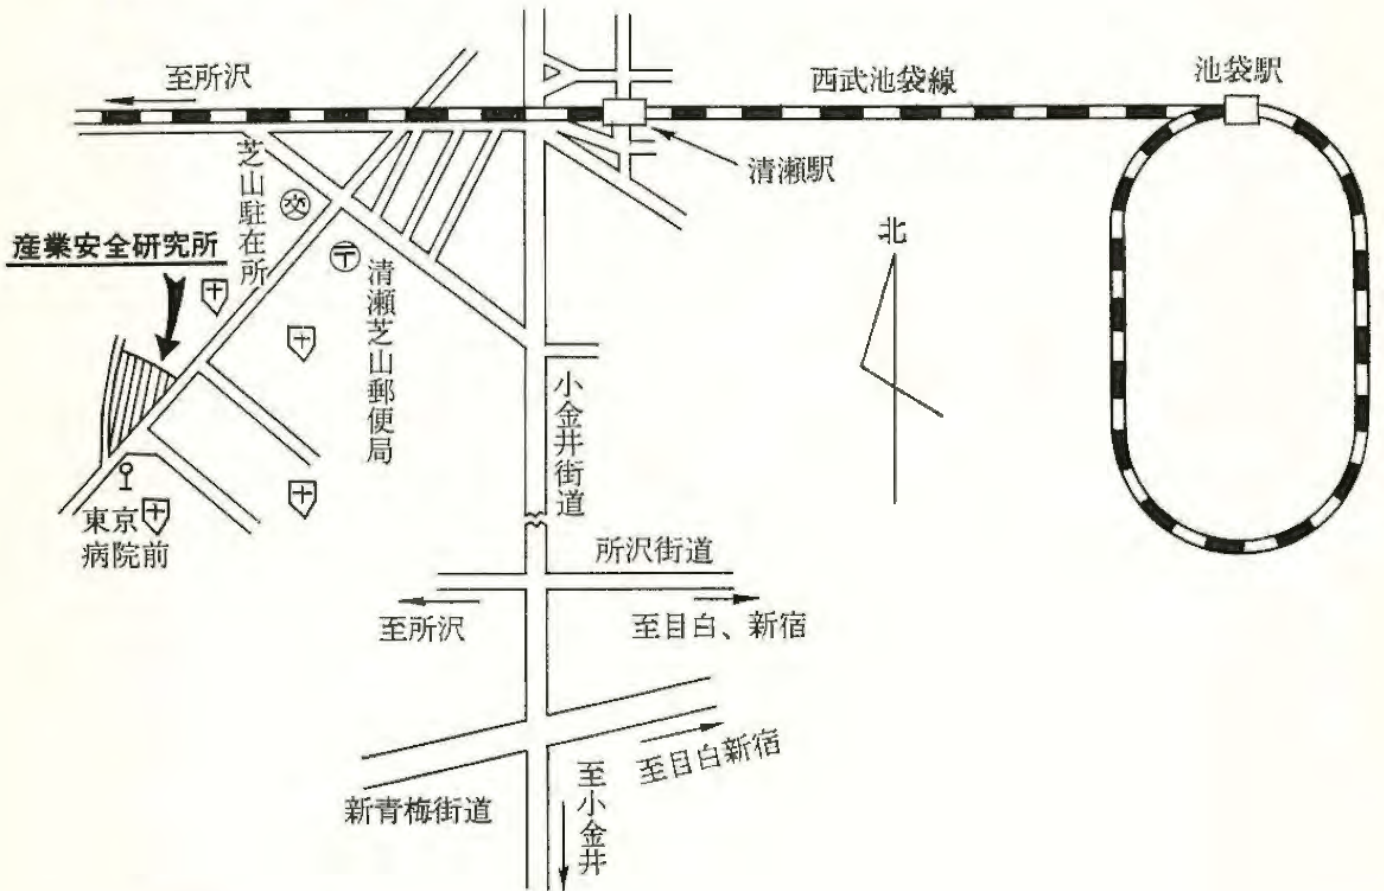 至所沢
西武池袋線
池袋駅
清瀬駅
芝山駐在所
交
産業安全研究所
〒
清瀬芝山郵便局
北
小金井街道
東京
病院前
所沢街道
至所沢
至目白、新宿
至目白新宿
新青梅街道
至小金井